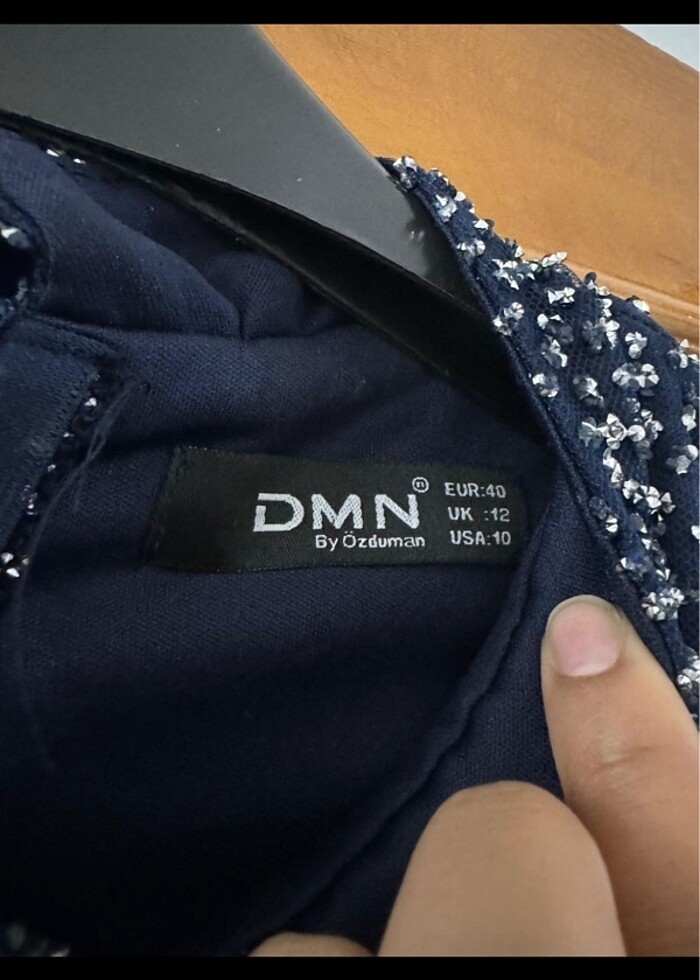 DMN®
By Özduman
EUR:40
UK :12
USA:10